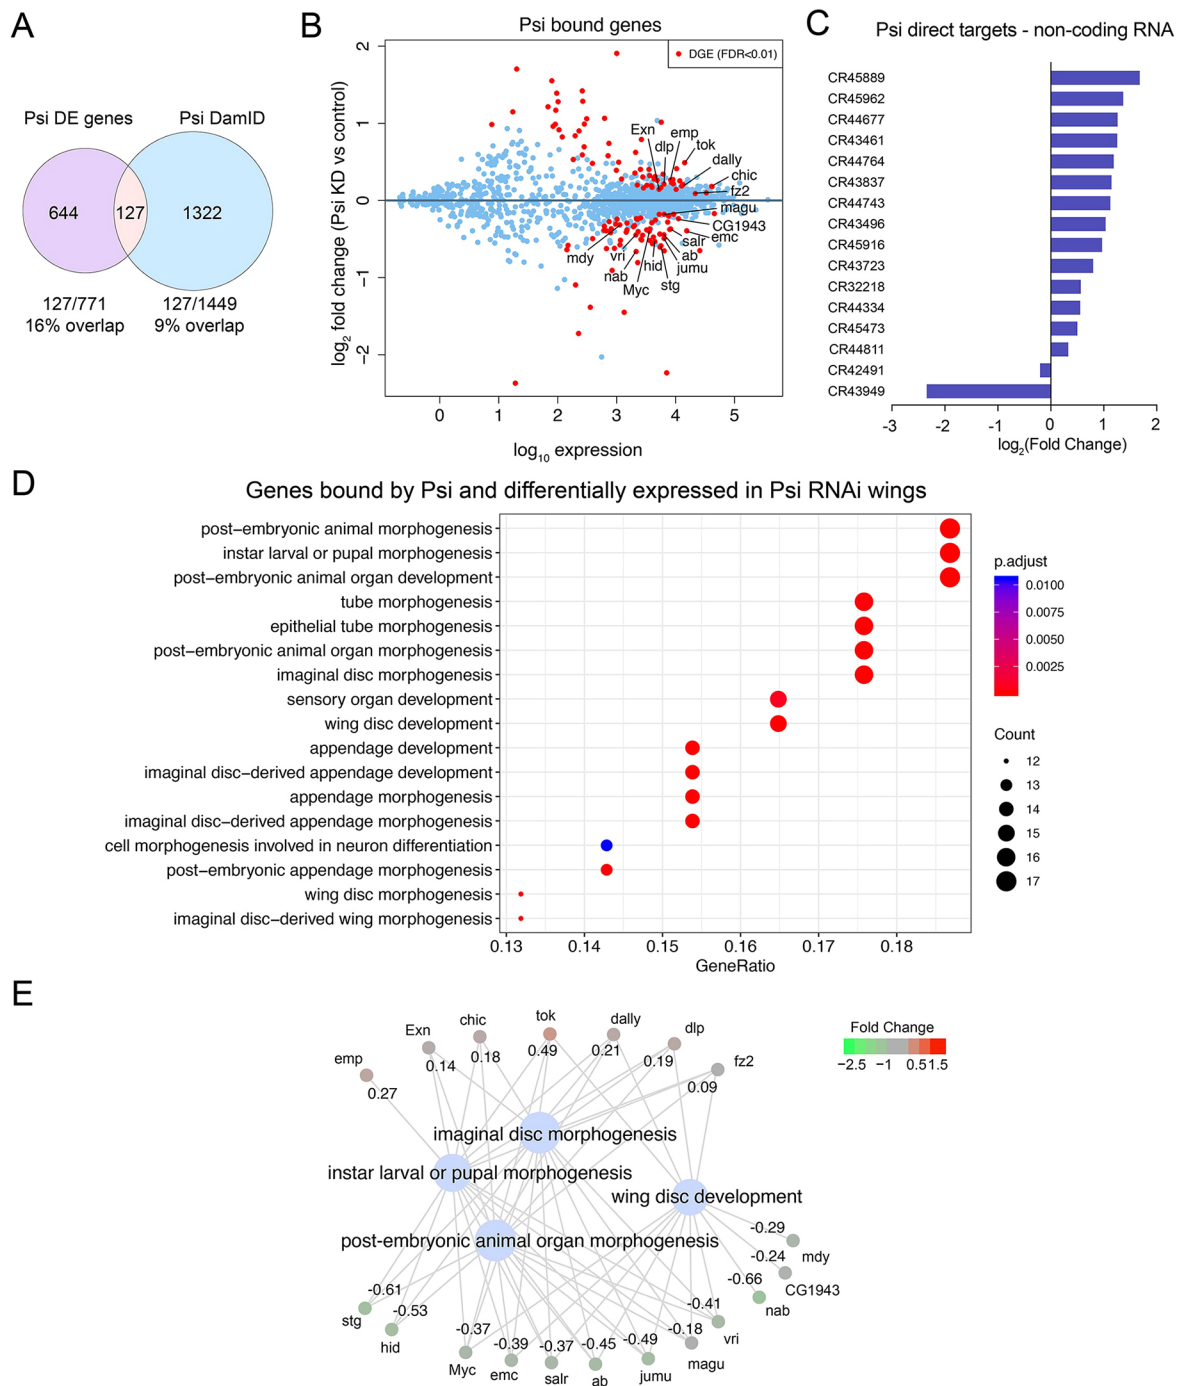 A
Psi DE genes
Psi DamID
644
127
1322
127/771
16% overlap
127/1449
9% overlap
B
Psi bound genes
DGE (FDR<0.01)
log2 fold change (Psi KD vs control)
2
1
0
−1
−2
Exn
emp
dlp
tok
dally
chic
fz2
magu
CG1943
emc
salr
ab
jumu
stg
hid
Myc
nab
vri
mdy
0 1 2 3 4 5
log10 expression
C
Psi direct targets - non-coding RNA
CR45889
CR45962
CR44677
CR43461
CR44764
CR43837
CR44743
CR43496
CR45916
CR43723
CR32218
CR44334
CR45473
CR44811
CR42491
CR43949
-3 -2 -1 0 1 2
log2(Fold Change)
D
Genes bound by Psi and differentially expressed in Psi RNAi wings
post−embryonic animal morphogenesis
instar larval or pupal morphogenesis
post−embryonic animal organ development
tube morphogenesis
epithelial tube morphogenesis
post−embryonic animal organ morphogenesis
imaginal disc morphogenesis
sensory organ development
wing disc development
appendage development
imaginal disc−derived appendage development
appendage morphogenesis
imaginal disc−derived appendage morphogenesis
cell morphogenesis involved in neuron differentiation
post−embryonic appendage morphogenesis
wing disc morphogenesis
imaginal disc−derived wing morphogenesis
0.13 0.14 0.15 0.16 0.17 0.18
GeneRatio
p.adjust
0.0100
0.0075
0.0050
0.0025
Count
12
13
14
15
16
17
E
emp
0.27
Exn
0.14
chic
0.18
tok
0.49
dally
0.21
dlp
0.19
fz2
0.09
Fold Change
−2.5 −1 0.5 1.5
imaginal disc morphogenesis
instar larval or pupal morphogenesis
wing disc development
post-embryonic animal organ morphogenesis
-0.29
mdy
-0.24
CG1943
-0.66
nab
-0.41
vri
-0.18
magu
-0.49
jumu
-0.45
ab
-0.37
salr
-0.39
emc
-0.37
Myc
-0.53
hid
-0.61
stg